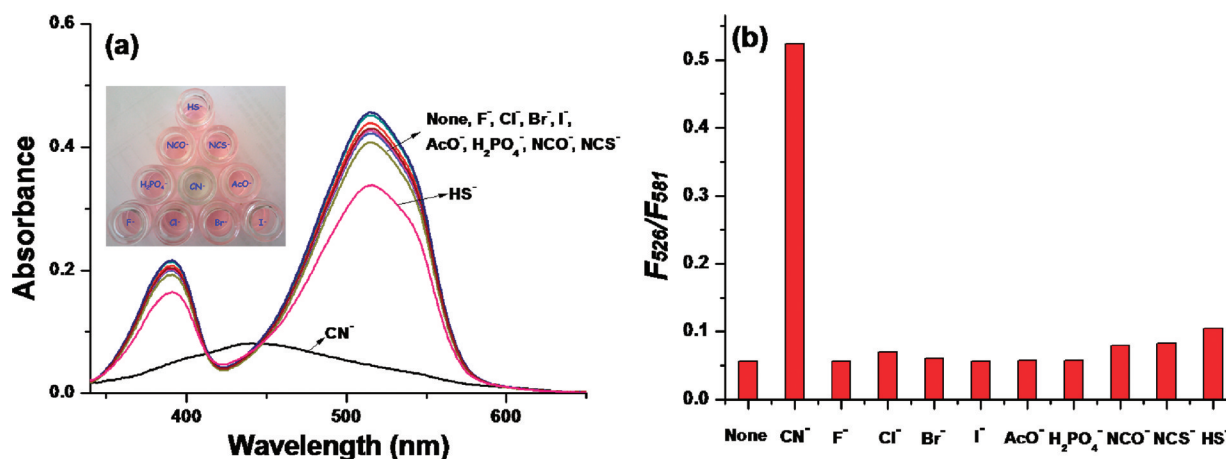 (a)
0.6
0.4
0.2
0.0
Absorbance
HS⁻
NCO⁻ NCS⁻
H₂PO₄⁻ CN⁻ AcO⁻
F⁻ Cl⁻ Br⁻ I⁻
None, F⁻, Cl⁻, Br⁻, I⁻,
AcO⁻, H₂PO₄⁻, NCO⁻, NCS⁻
HS⁻
CN⁻
400 500 600
Wavelength (nm)
(b)
0.5
0.4
0.3
0.2
0.1
0.0
F₅₂₆/F₅₈₁
None CN⁻ F⁻ Cl⁻ Br⁻ I⁻ AcO⁻ H₂PO₄⁻ NCO⁻ NCS⁻ HS⁻